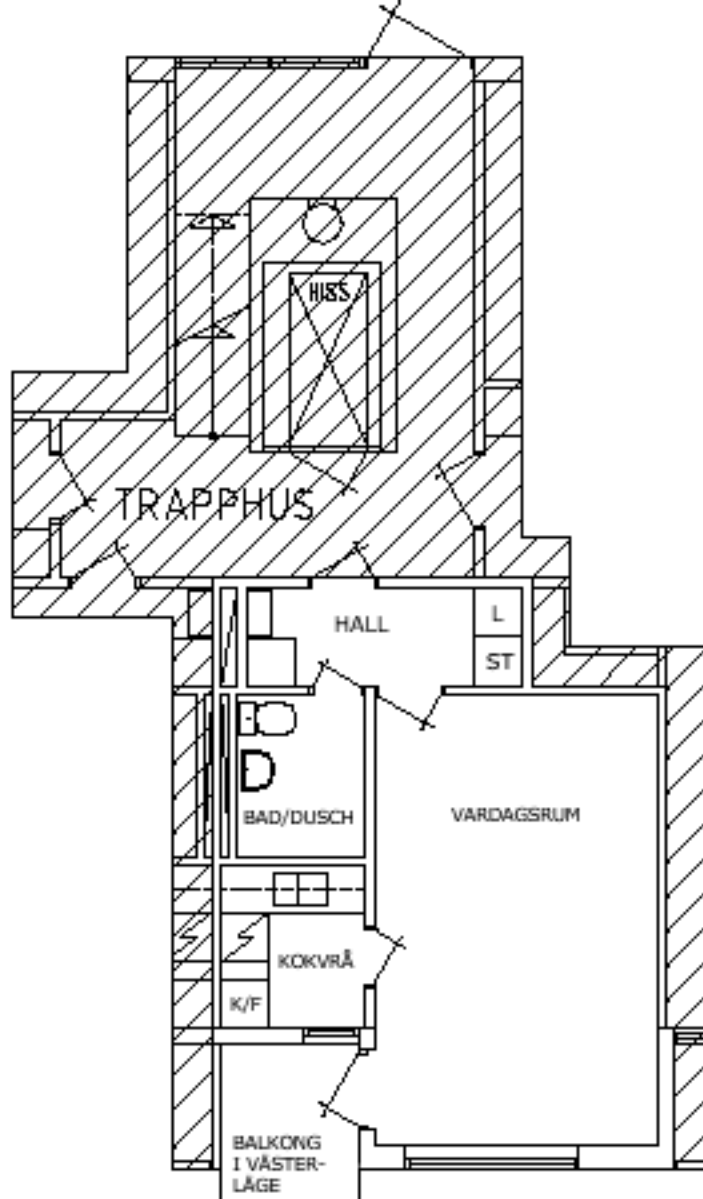 HISS
TRAPPHUS
HALL
L
ST
BAD/DUSCH
VARDAGSRUM
KOKVRÅ
K/F
BALKONG
I VÄSTER-
LÄGE